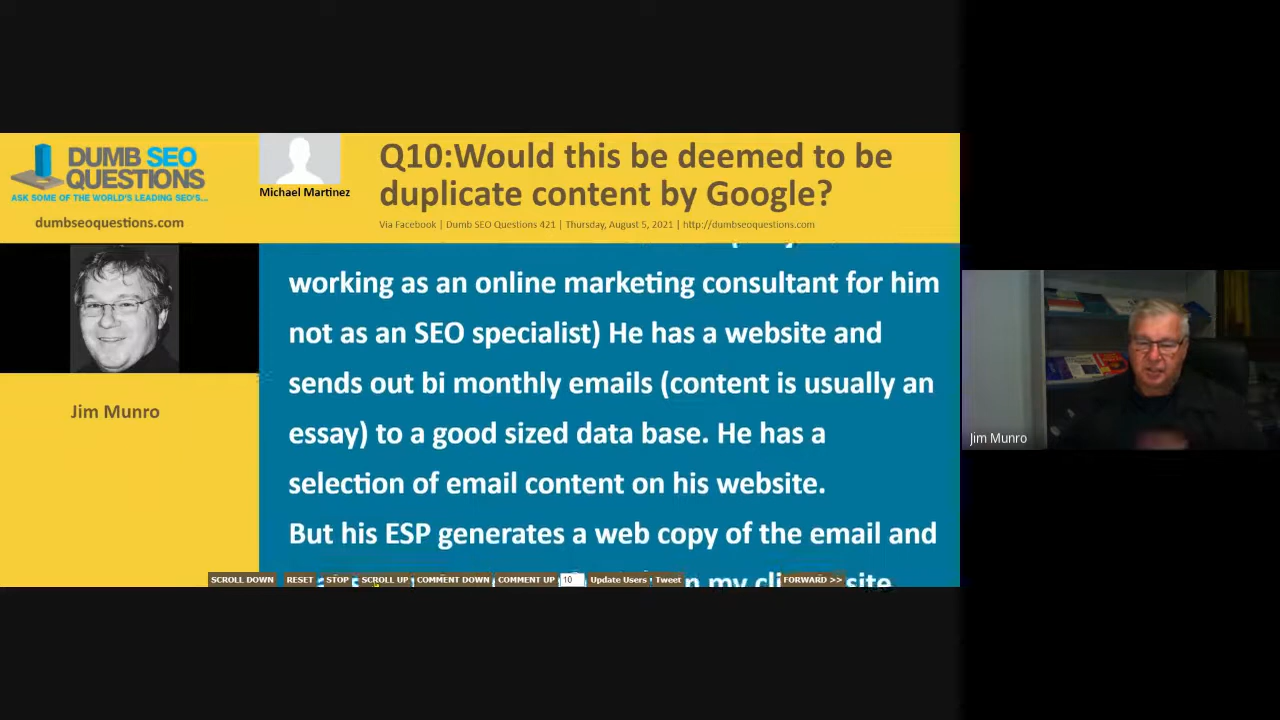 DUMB SEO
QUESTIONS
ASK SOME OF THE WORLD'S LEADING SEO'S...
dumbseoquestions.com
Michael Martinez
Q10:Would this be deemed to be
duplicate content by Google?
Via Facebook | Dumb SEO Questions 421 | Thursday, August 5, 2021 | http://dumbseoquestions.com
Jim Munro
working as an online marketing consultant for him
not as an SEO specialist) He has a website and
sends out bi monthly emails (content is usually an
essay) to a good sized data base. He has a
selection of email content on his website.
But his ESP generates a web copy of the email and
my site
SCROLL DOWN RESET STOP SCROLL UP COMMENT DOWN COMMENT UP 10 Update Users Tweet FORWARD >>
Jim Munro